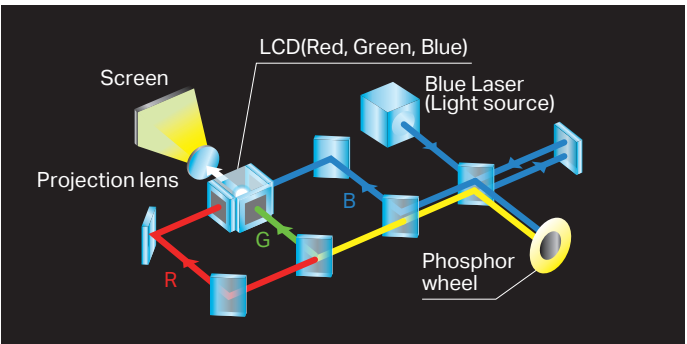 LCD(Red, Green, Blue)
Screen
Blue Laser
(Light source)
Projection lens
B
G
R
Phosphor
wheel